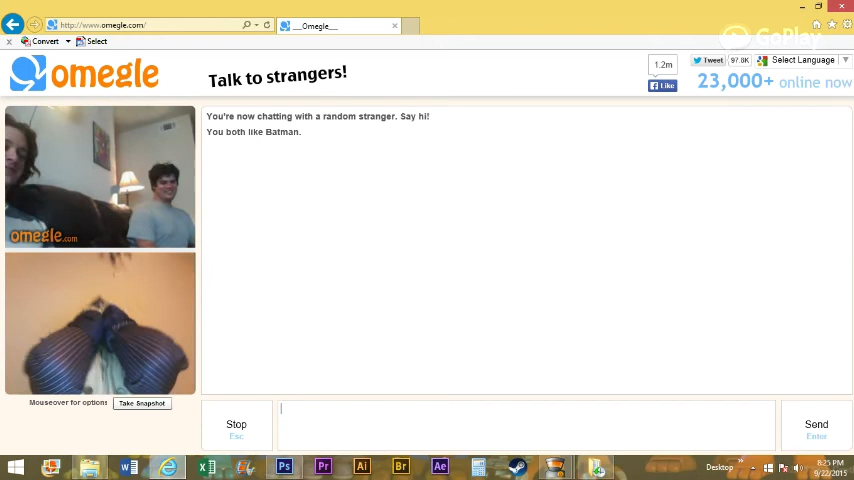 http://www.omegle.com/
__Omegle__
GoPlay
Convert
Select
omegle
Talk to strangers!
1.2m
Like
Tweet
97.8K
Select Language
23,000+ online now
You're now chatting with a random stranger. Say hi!
You both like Batman.
omegle.com
Mouseover for options
Take Snapshot
Stop
Esc
Send
Enter
Desktop
8:25 PM
9/22/2015